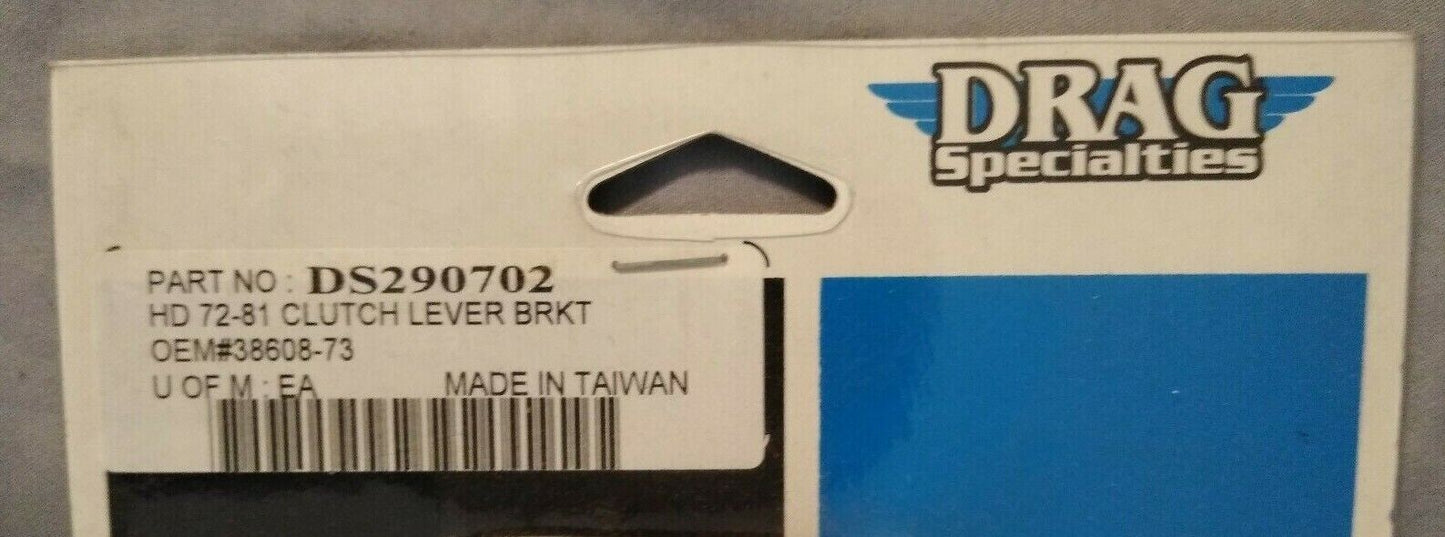 DRAG
Specialties
PART NO : DS290702
HD 72-81 CLUTCH LEVER BRKT
OEM#38608-73
U OF M : EA MADE IN TAIWAN